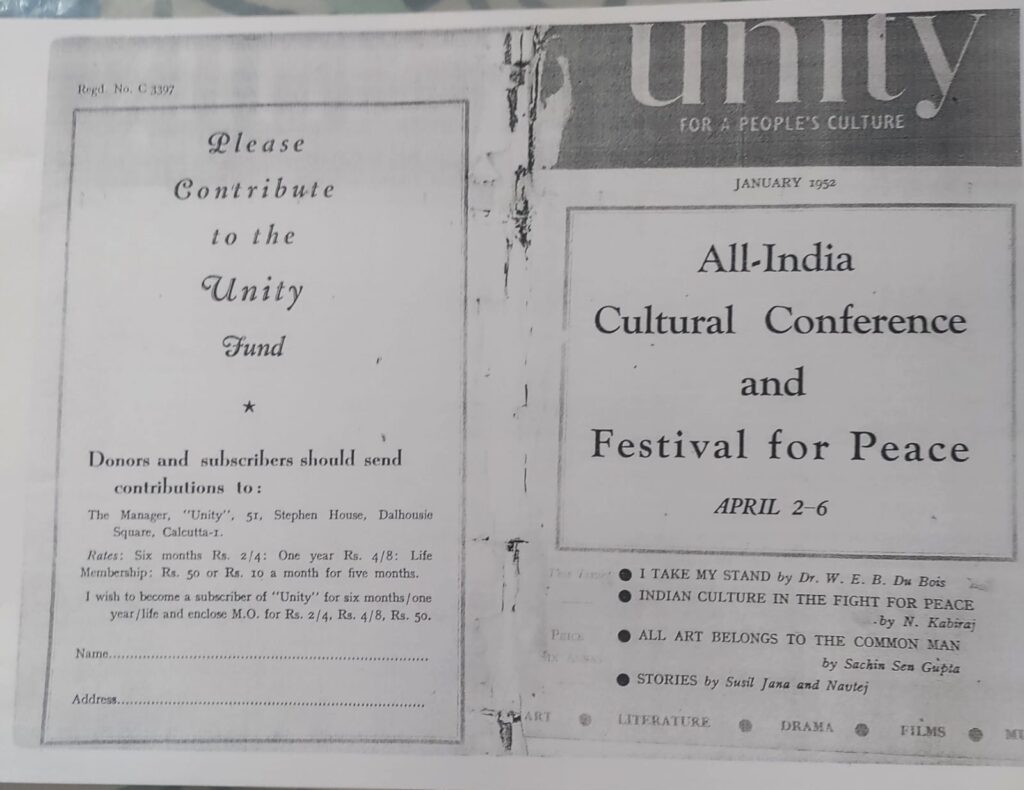 Regd. No. C 3397
Please
Contribute
to the
Unity
Fund
★
Donors and subscribers should send
contributions to:
The Manager, "Unity", 51, Stephen House, Dalhousie
Square, Calcutta-1.
Rates: Six months Rs. 2/4: One year Rs. 4/8: Life
Membership: Rs. 50 or Rs. 10 a month for five months.
I wish to become a subscriber of "Unity" for six months/one
year/life and enclose M.O. for Rs. 2/4, Rs. 4/8, Rs. 50.
Name................................................
Address................................................
unity
FOR A PEOPLE'S CULTURE
JANUARY 1952
All-India
Cultural Conference
and
Festival for Peace
APRIL 2–6
This Issue:
● I TAKE MY STAND by Dr. W. E. B. Du Bois
● INDIAN CULTURE IN THE FIGHT FOR PEACE
-by N. Kabiraj
PRICE
● ALL ART BELONGS TO THE COMMON MAN
by Sachin Sen Gupta
● STORIES by Susil Jana and Navtej
ART ● LITERATURE ● DRAMA ● FILMS ● MU